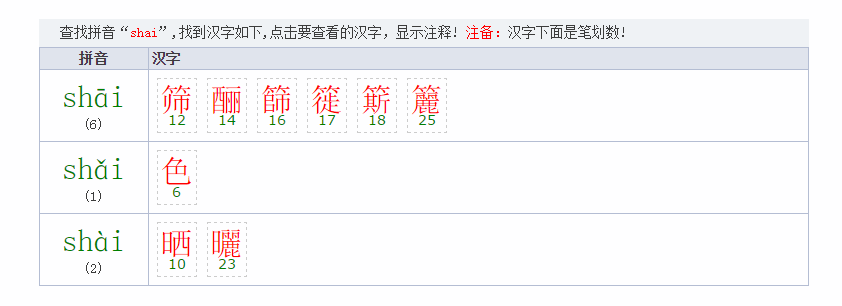 查找拼音“shai”,找到汉字如下,点击要查看的汉字，显示注释! 注备：汉字下面是笔划数!
拼音 汉字
shāi 筛 酾 篩 簁 簛 籭
(6) 12 14 16 17 18 25
shǎi 色
(1) 6
shài 晒 曬
(2) 10 23